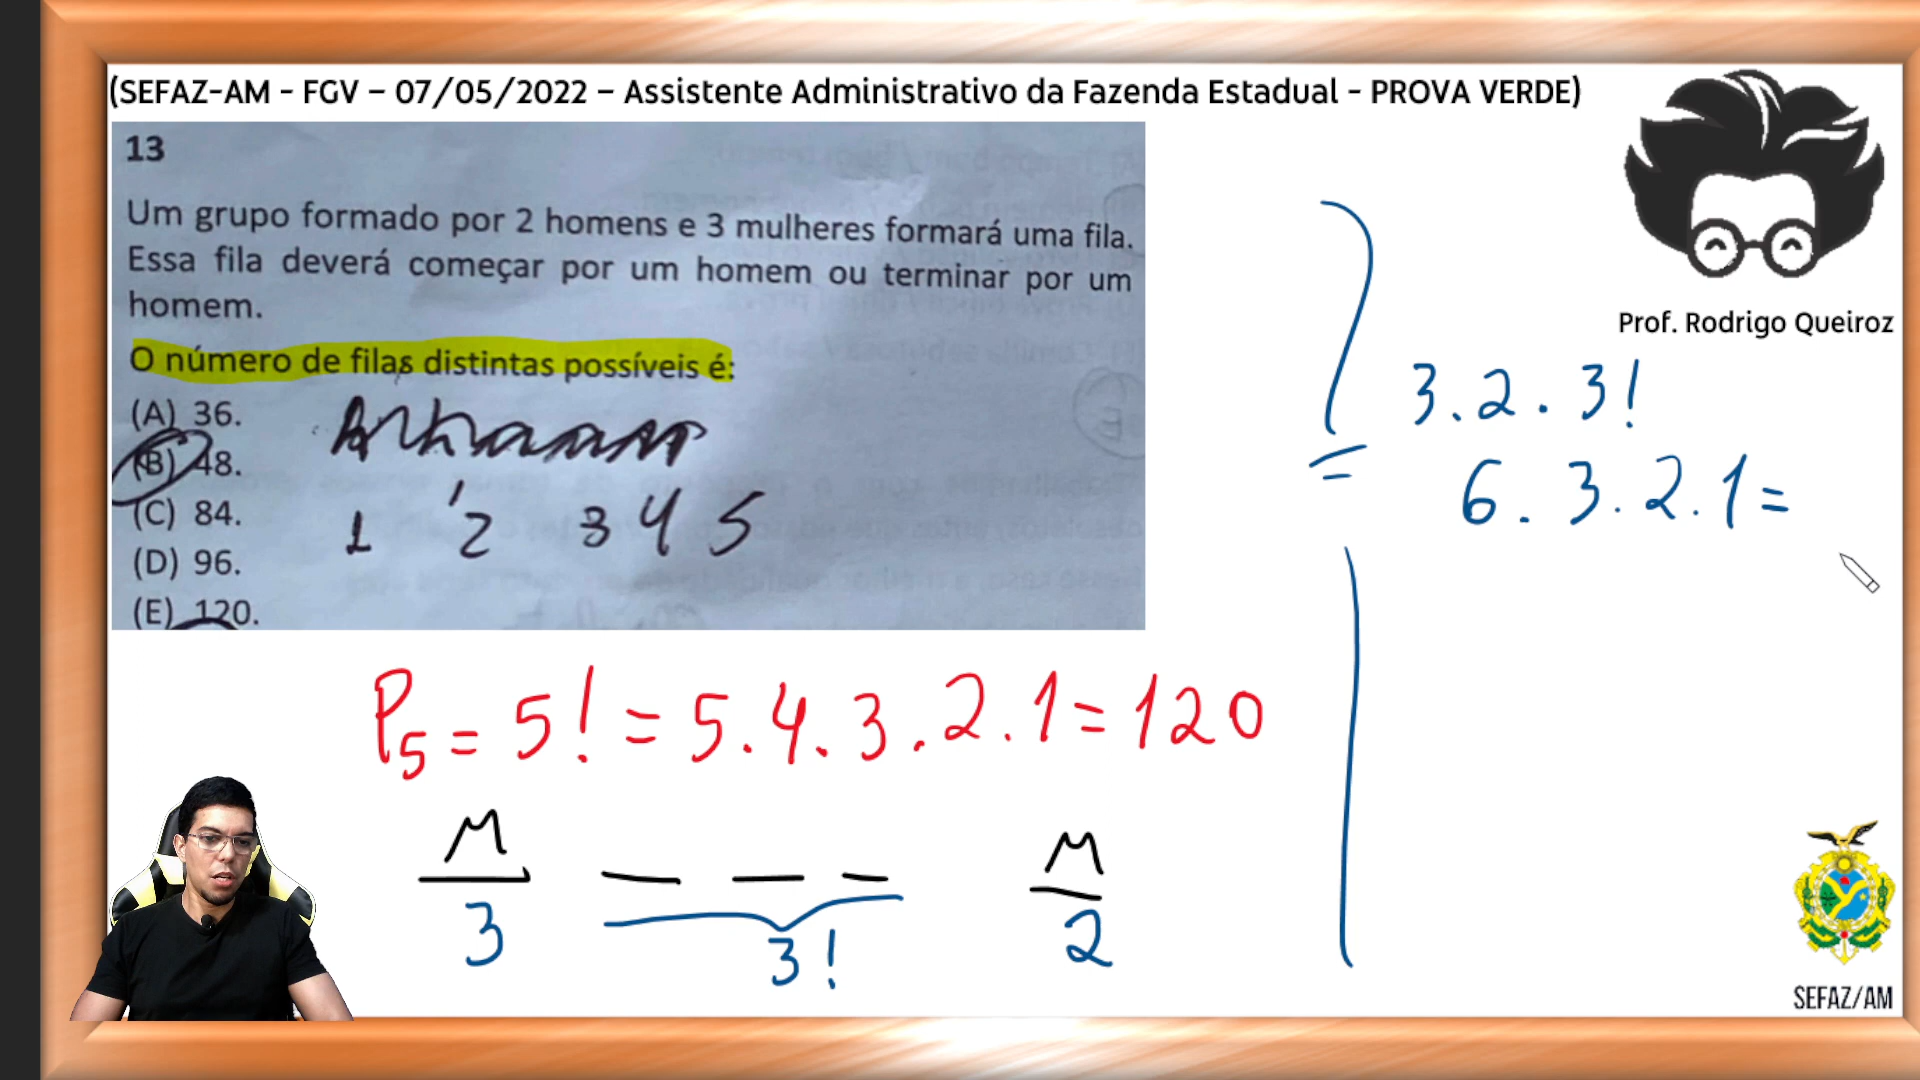 (SEFAZ-AM - FGV – 07/05/2022 – Assistente Administrativo da Fazenda Estadual - PROVA VERDE)
13
Um grupo formado por 2 homens e 3 mulheres formará uma fila.
Essa fila deverá começar por um homem ou terminar por um
homem.
O número de filas distintas possíveis é:
(A) 36.
(B) 48.
(C) 84.
(D) 96.
(E) 120.
1 2 3 4 5
Prof. Rodrigo Queiroz
3.2.3!
= 6.3.2.1=
P5 = 5! = 5.4.3.2.1=120
M M
3 3! 2
SEFAZ/AM